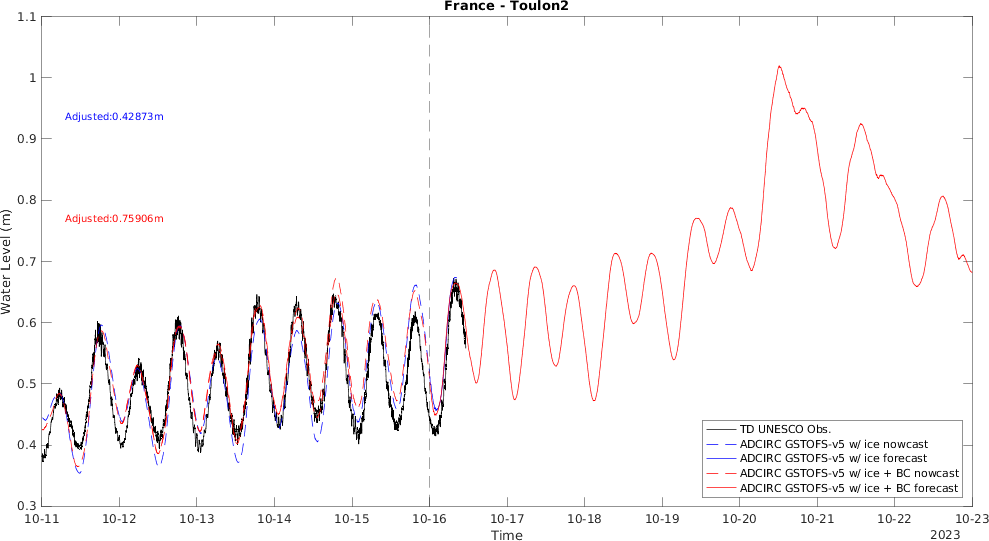 France - Toulon2
1.1
1
0.9
0.8
0.7
0.6
0.5
0.4
0.3
Water Level (m)
Adjusted:0.42873m
Adjusted:0.75906m
TD UNESCO Obs.
ADCIRC GSTOFS-v5 w/ ice nowcast
ADCIRC GSTOFS-v5 w/ ice forecast
ADCIRC GSTOFS-v5 w/ ice + BC nowcast
ADCIRC GSTOFS-v5 w/ ice + BC forecast
10-11 10-12 10-13 10-14 10-15 10-16 10-17 10-18 10-19 10-20 10-21 10-22 10-23
Time
2023